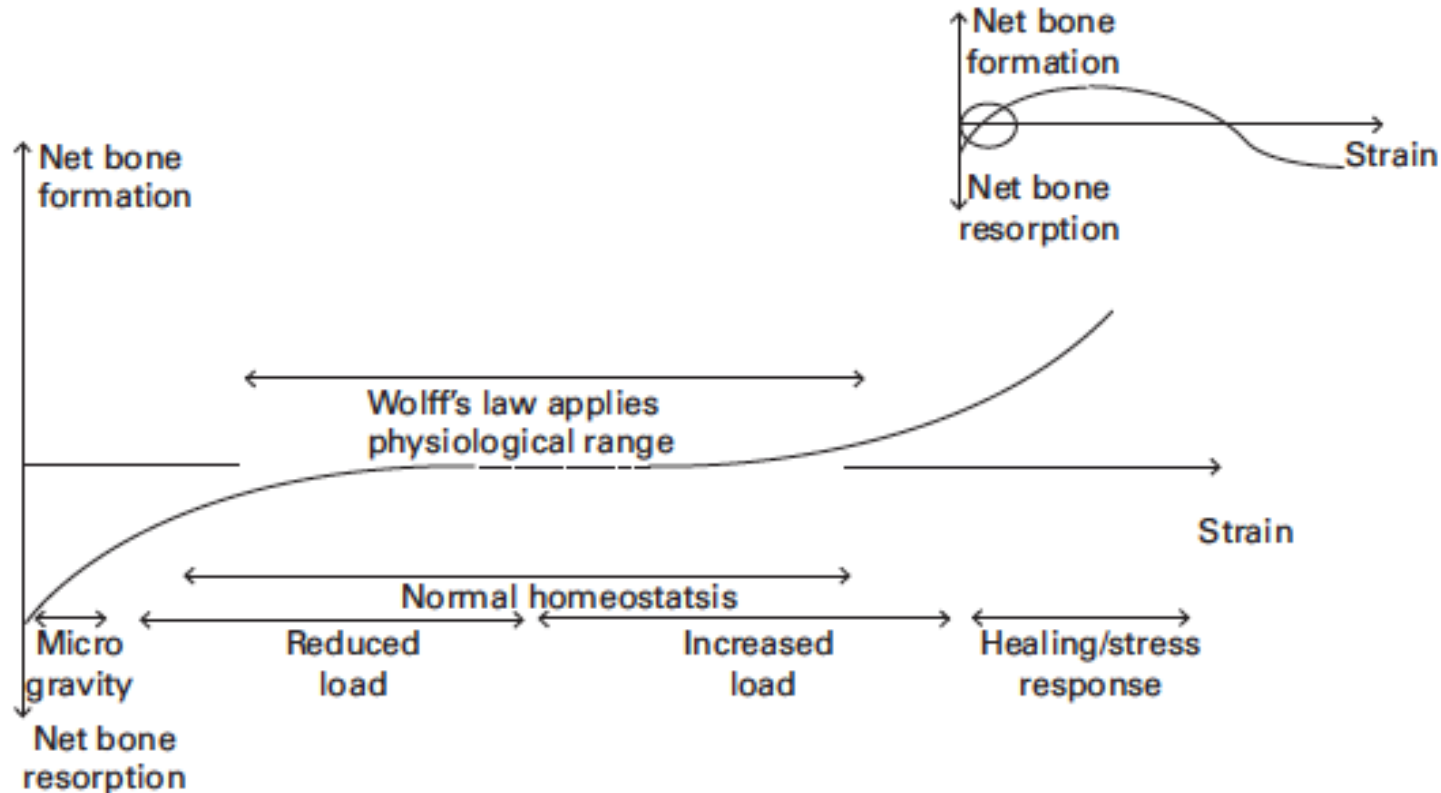 Net bone
formation
Strain
Net bone
resorption
Net bone
formation
Wolff's law applies
physiological range
Strain
Normal homeostatsis
Micro
gravity
Reduced
load
Increased
load
Healing/stress
response
Net bone
resorption